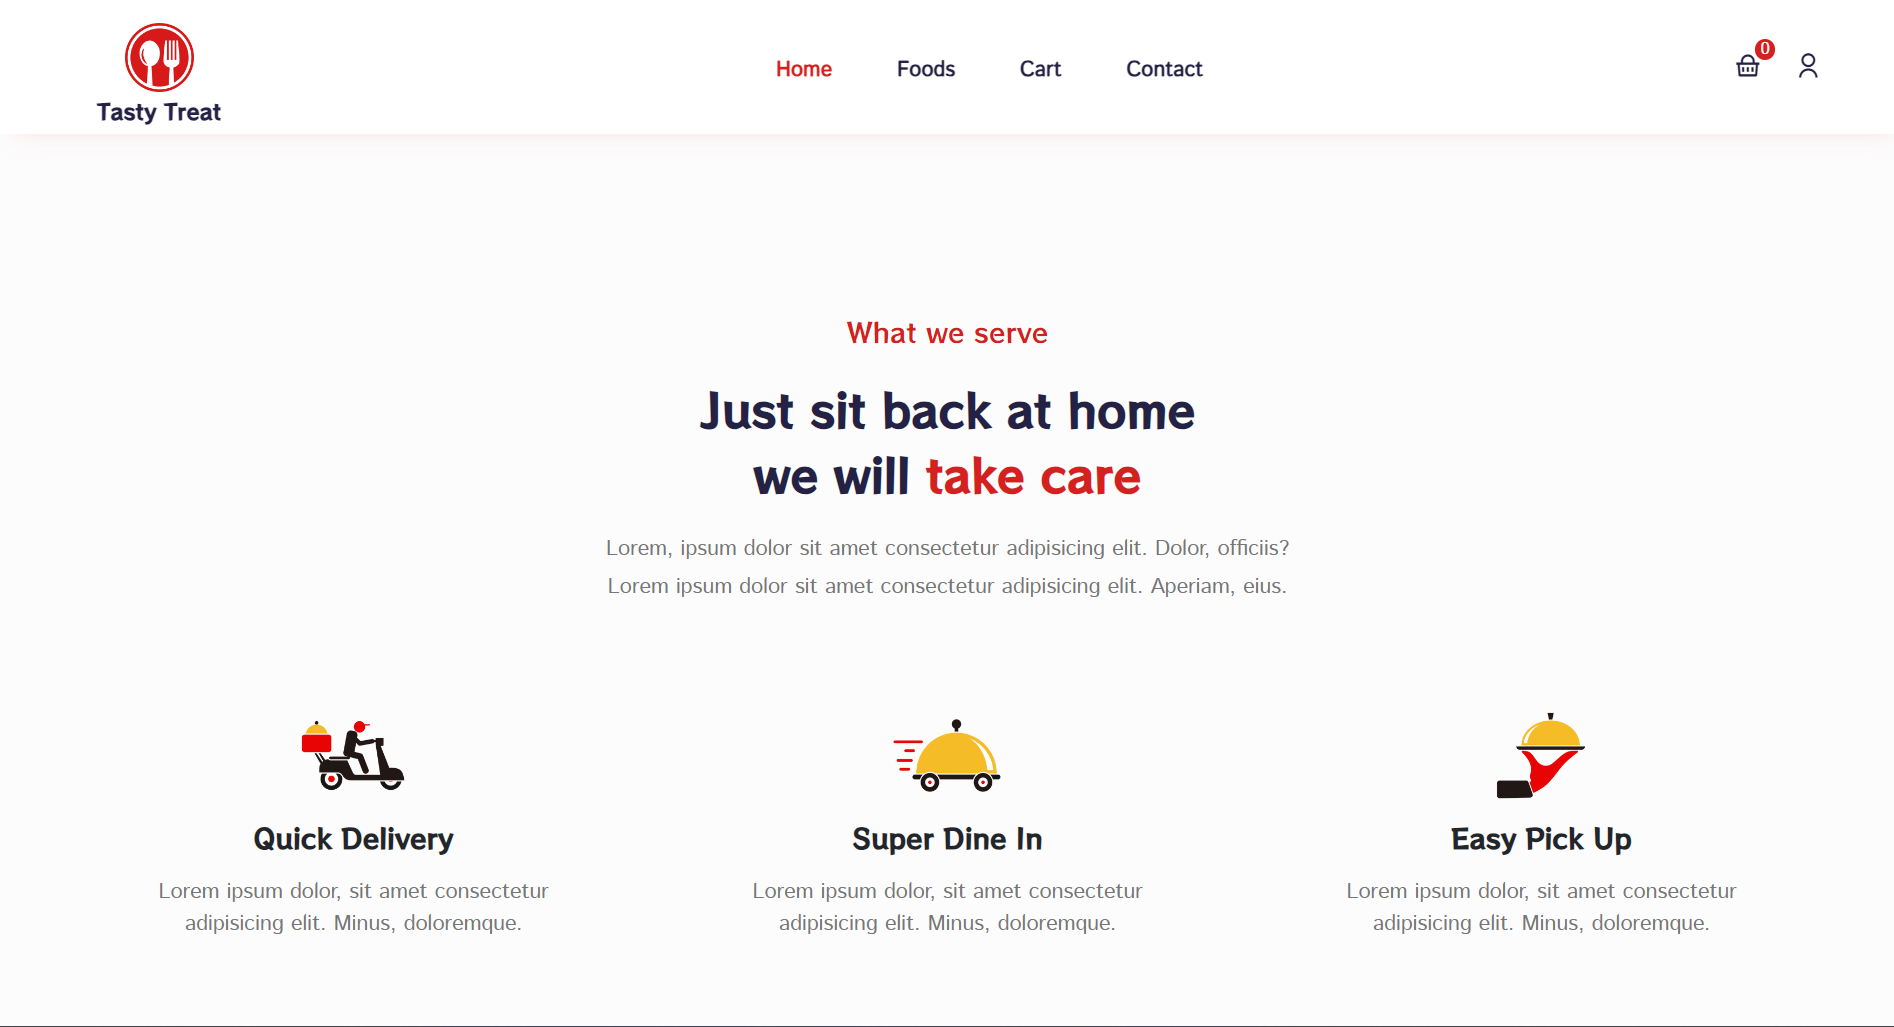 Tasty Treat
Home
Foods
Cart
Contact
0
What we serve
Just sit back at home
we will take care
Lorem, ipsum dolor sit amet consectetur adipisicing elit. Dolor, officiis?
Lorem ipsum dolor sit amet consectetur adipisicing elit. Aperiam, eius.
Quick Delivery
Lorem ipsum dolor, sit amet consectetur
adipisicing elit. Minus, doloremque.
Super Dine In
Lorem ipsum dolor, sit amet consectetur
adipisicing elit. Minus, doloremque.
Easy Pick Up
Lorem ipsum dolor, sit amet consectetur
adipisicing elit. Minus, doloremque.